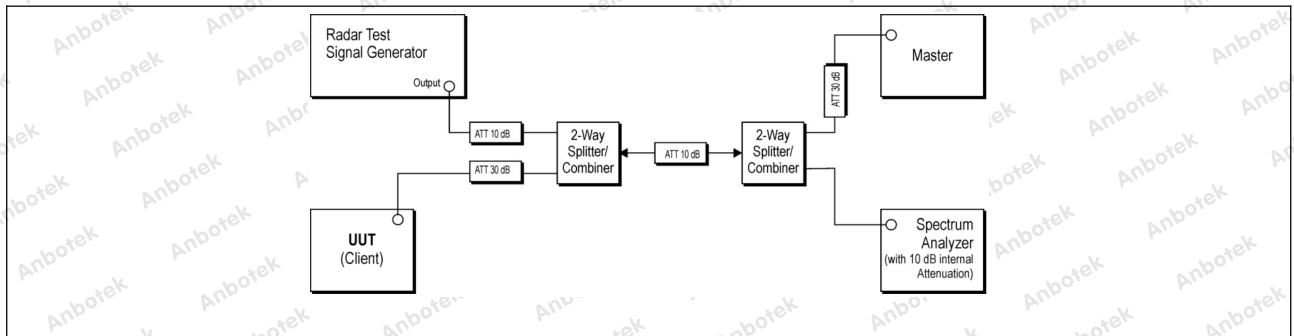 Radar Test
Signal Generator
Output
ATT 10 dB
ATT 30 dB
UUT
(Client)
2-Way
Splitter/
Combiner
ATT 10 dB
2-Way
Splitter/
Combiner
ATT 30 dB
Master
Spectrum
Analyzer
(with 10 dB internal
Attenuation)
Anbotek